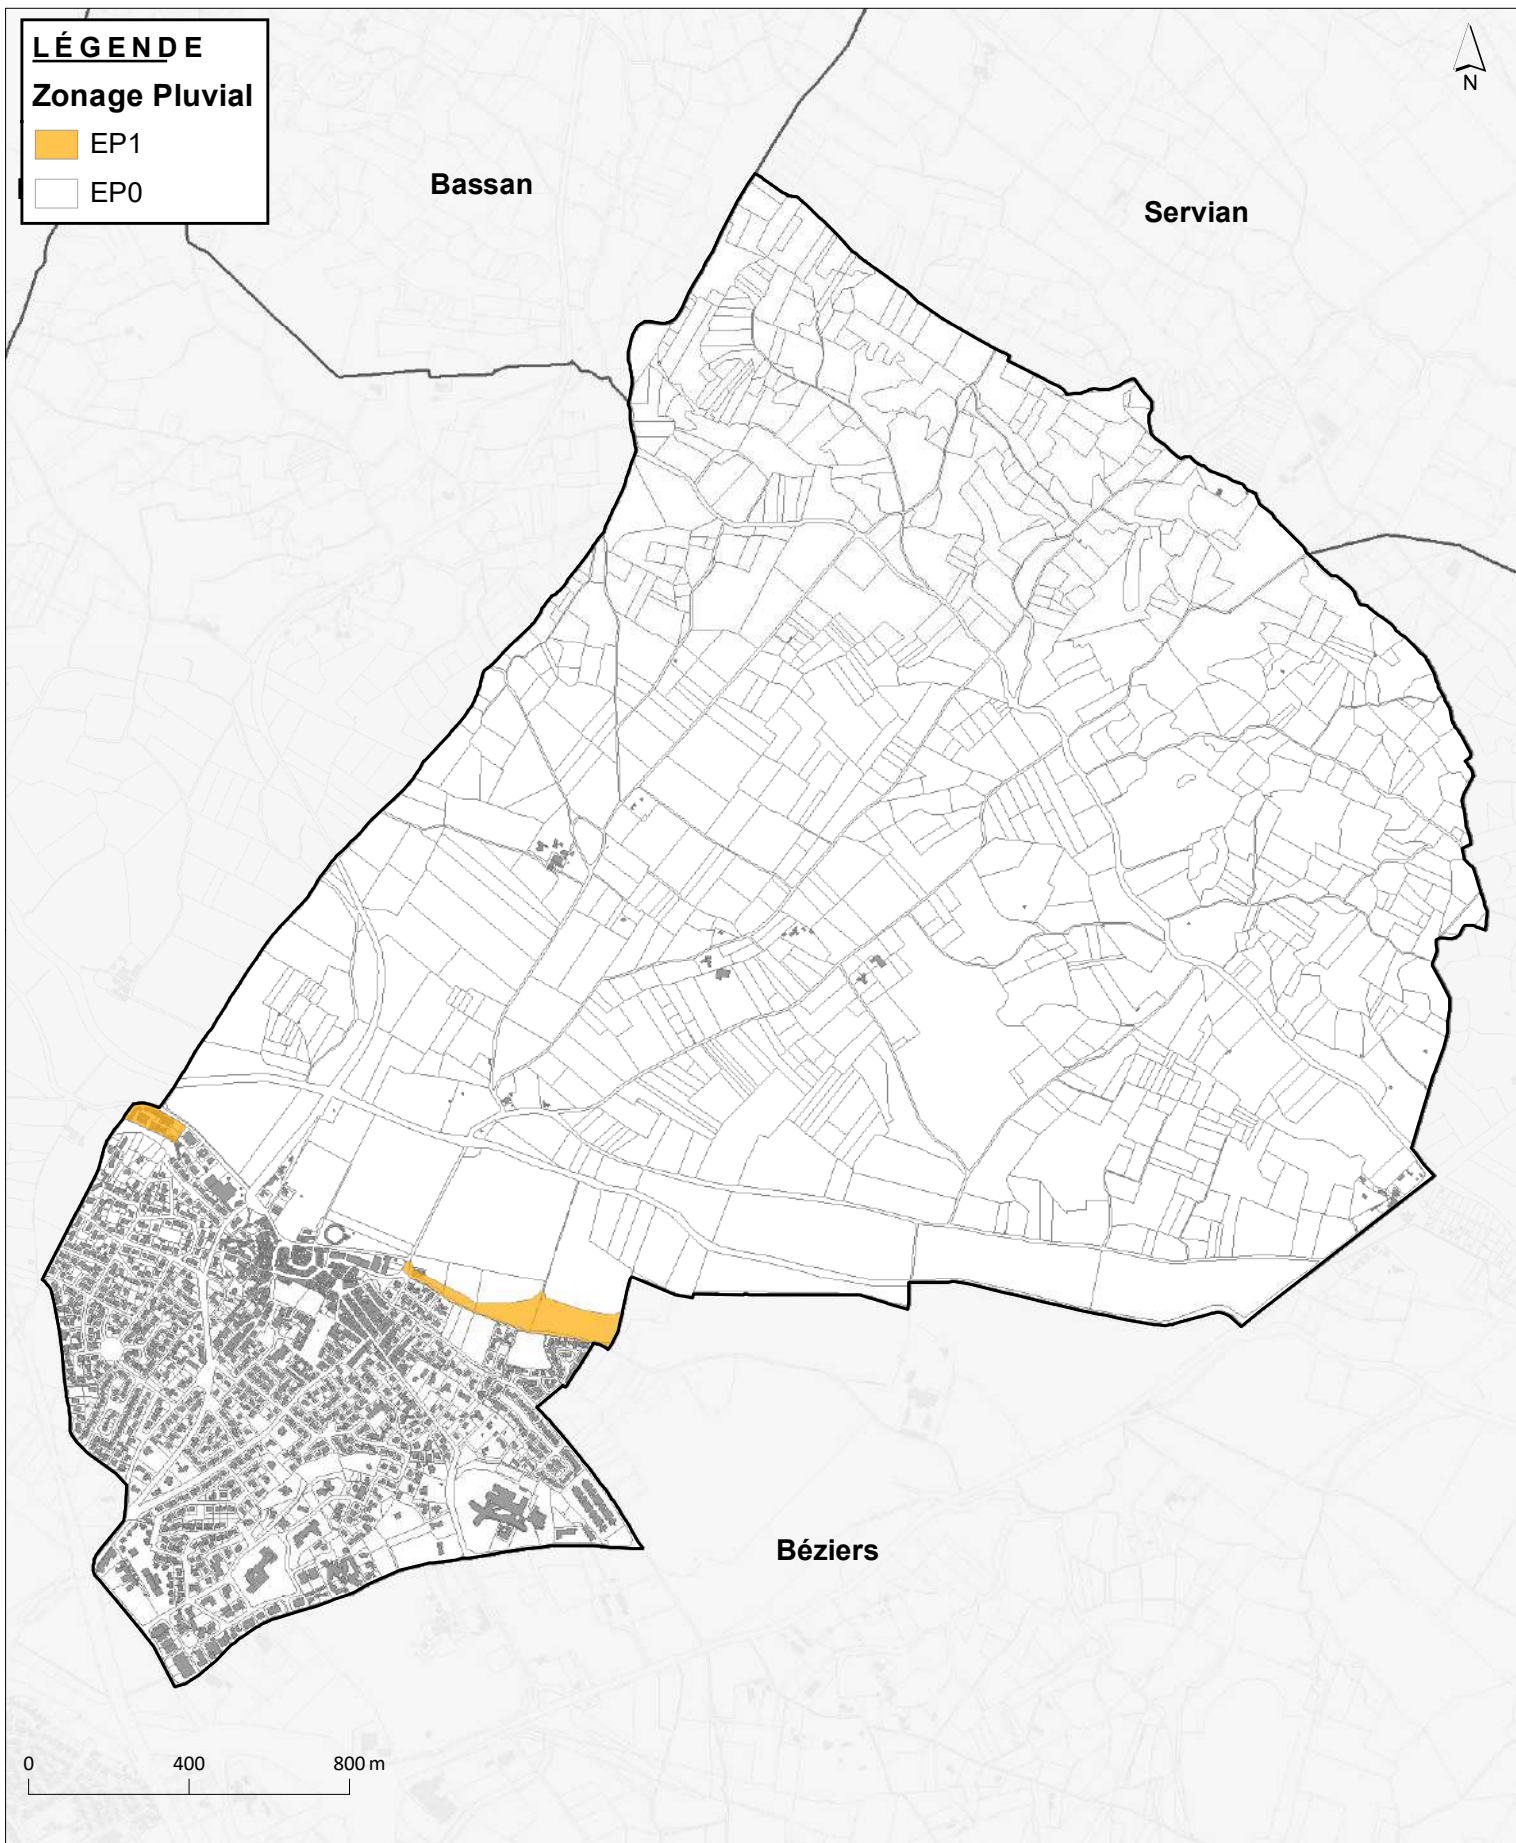 LÉGENDE
Zonage Pluvial
EP1
EP0
Bassan
Servian
N
Béziers
0 400 800 m